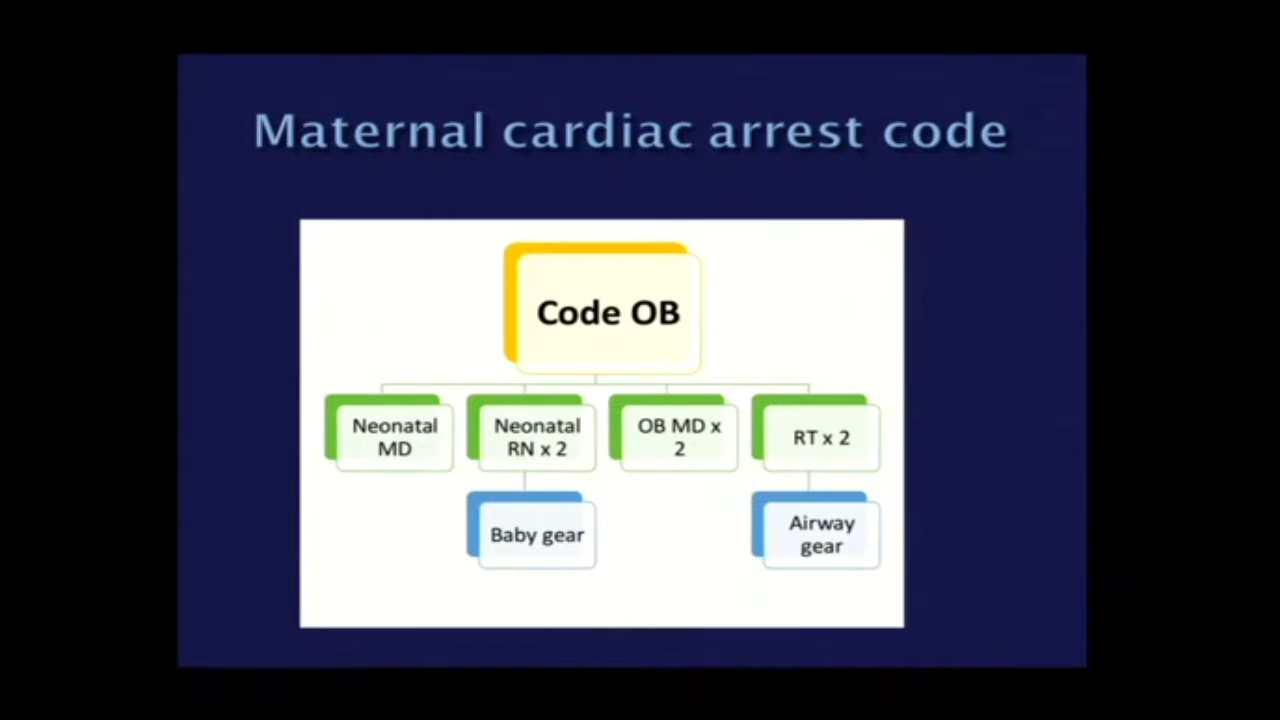 Maternal cardiac arrest code
Code OB
Neonatal
MD
Neonatal
RN x 2
OB MD x
2
RT x 2
Baby gear
Airway
gear